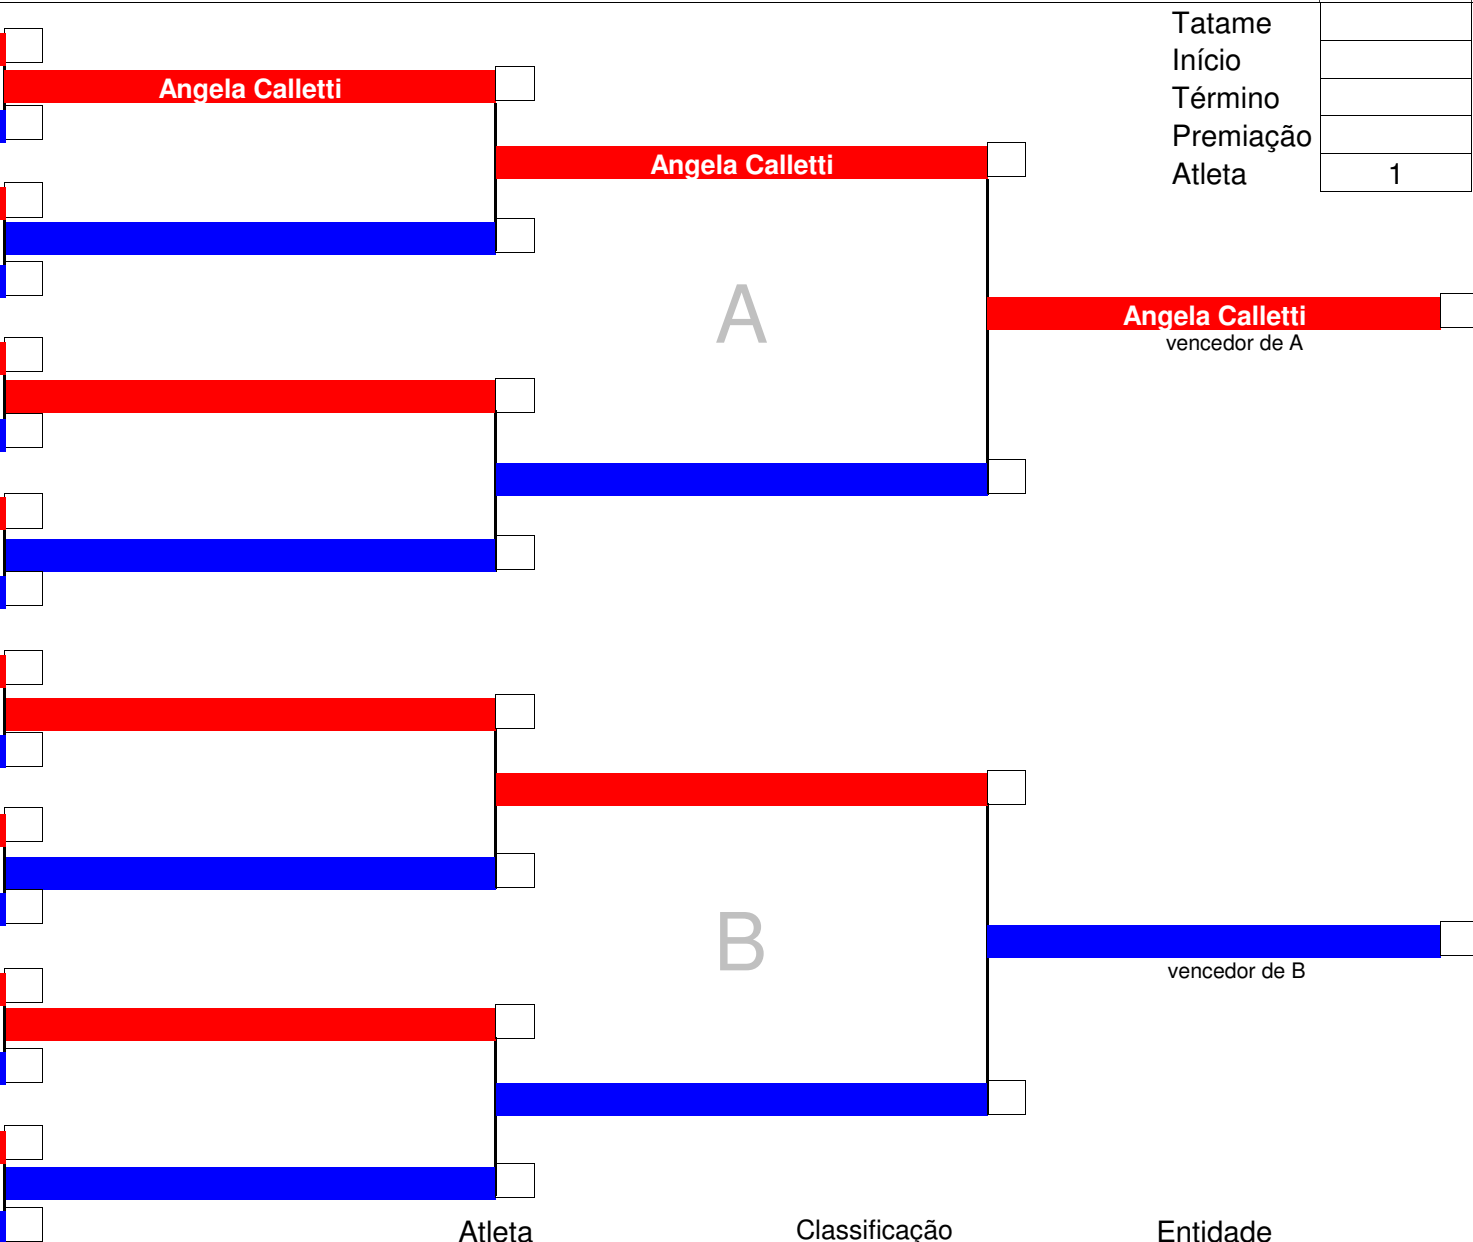 Tatame
Início
Término
Premiação
Atleta 1
Angela Calletti
Angela Calletti
A
Angela Calletti
vencedor de A
B
vencedor de B
Atleta Classificação Entidade